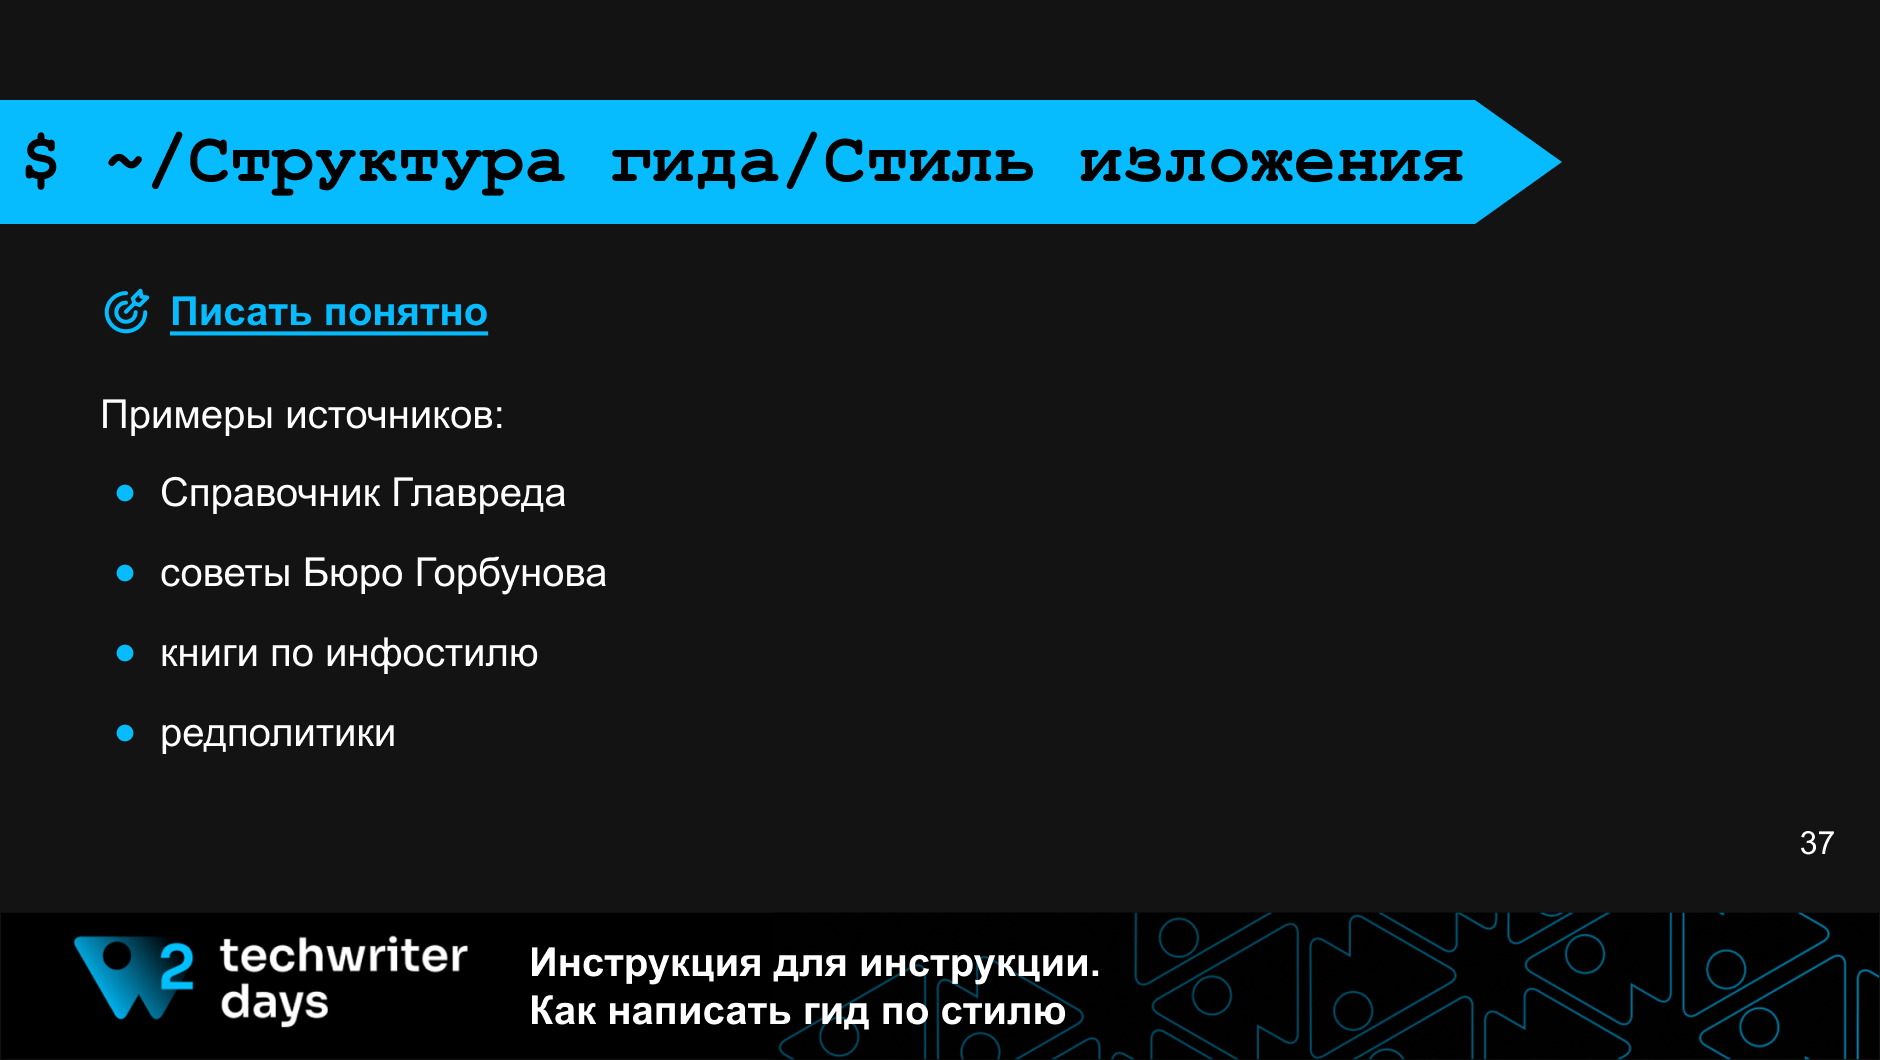 $ ~/Структура гида/Стиль изложения
Писать понятно
Примеры источников:
Справочник Главреда
советы Бюро Горбунова
книги по инфостилю
редполитики
37
2 techwriter
days
Инструкция для инструкции.
Как написать гид по стилю